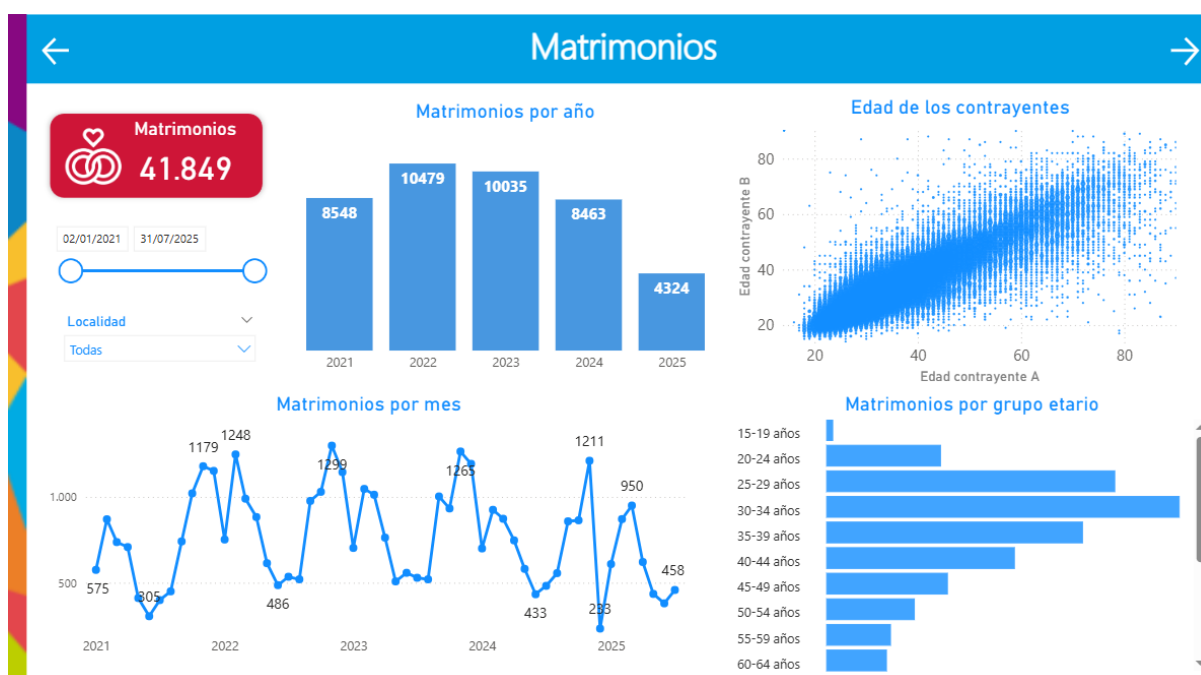 Matrimonios
Matrimonios
41.849
02/01/2021 31/07/2025
Localidad
Todas
Matrimonios por año
8548
10479
10035
8463
4324
2021 2022 2023 2024 2025
Edad de los contrayentes
Edad contrayente B
80
60
40
20
20 40 60 80
Edad contrayente A
Matrimonios por mes
1.000
500
575
305
1179
1248
486
1299
1265
433
1211
233
950
458
2021 2022 2023 2024 2025
Matrimonios por grupo etario
15-19 años
20-24 años
25-29 años
30-34 años
35-39 años
40-44 años
45-49 años
50-54 años
55-59 años
60-64 años